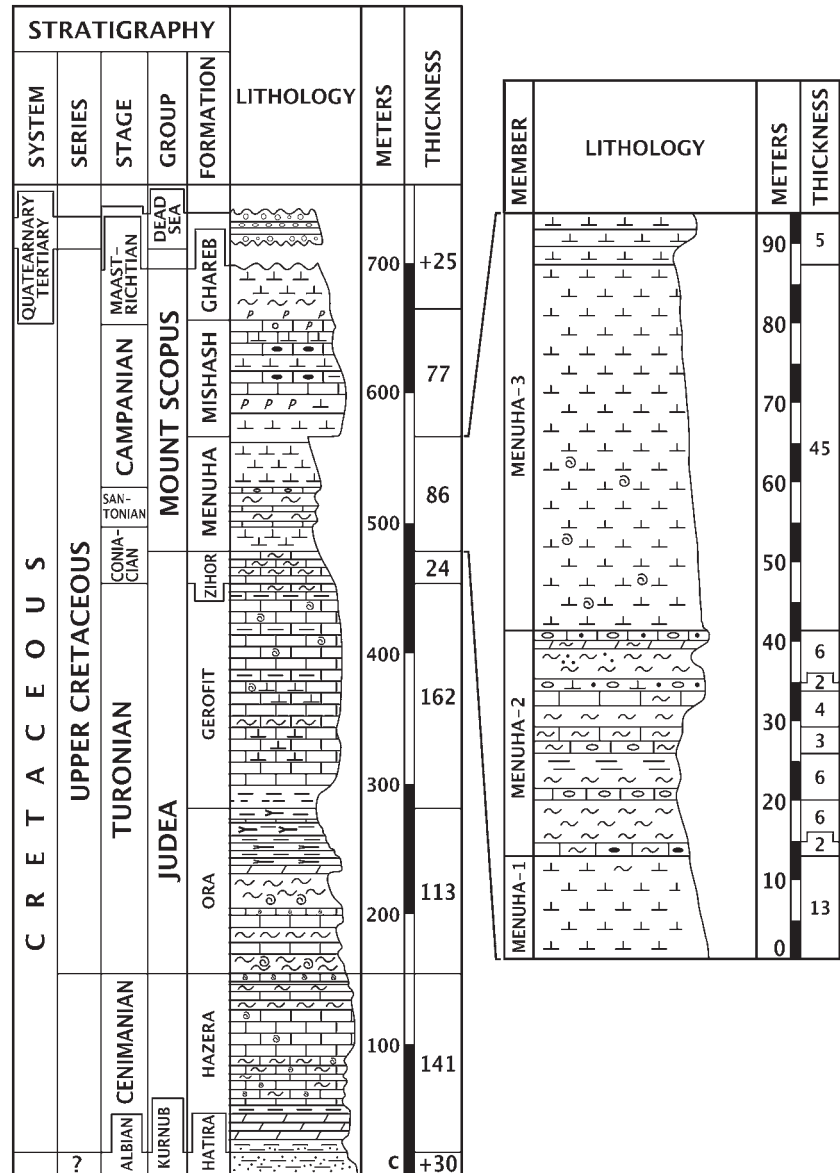 STRATIGRAPHY
SYSTEM
SERIES
STAGE
GROUP
FORMATION
LITHOLOGY
METERS
THICKNESS
QUATEARNARY
TERTIARY
CRETACEOUS
UPPER CRETACEOUS
?
MAAST-
RICHTIAN
CAMPANIAN
SAN-
TONIAN
CONIA-
CIAN
TURONIAN
CENIMANIAN
ALBIAN
DEAD
SEA
MOUNT SCOPUS
JUDEA
KURNUB
GHAREB
MISHASH
MENUHA
ZIHOR
GEROFIT
ORA
HAZERA
HATIRA
P P
P
P P P
700
600
500
400
300
200
100
C
+25
77
86
24
162
113
141
+30
MEMBER
LITHOLOGY
METERS
THICKNESS
MENUHA-3
MENUHA-2
MENUHA-1
90
80
70
60
50
40
30
20
10
0
5
45
6
2
4
3
6
6
2
13